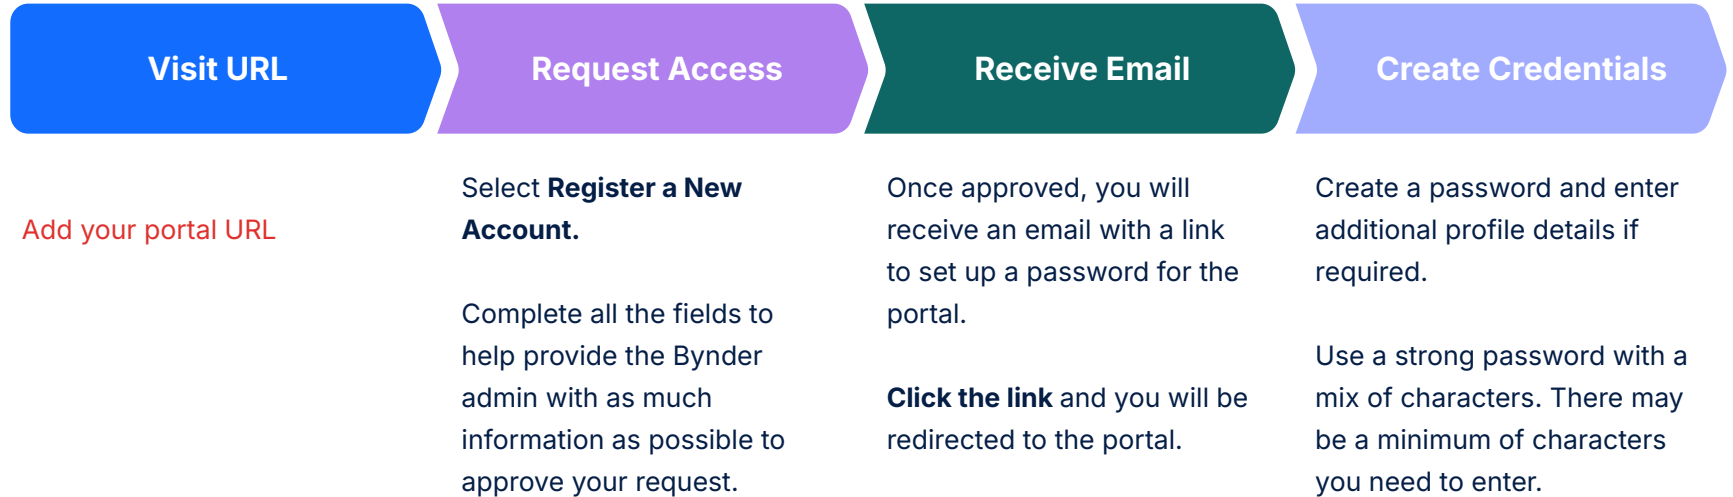 Visit URL
Request Access
Receive Email
Create Credentials
Add your portal URL
Select Register a New
Account.
Complete all the fields to
help provide the Bynder
admin with as much
information as possible to
approve your request.
Once approved, you will
receive an email with a link
to set up a password for the
portal.
Click the link and you will be
redirected to the portal.
Create a password and enter
additional profile details if
required.
Use a strong password with a
mix of characters. There may
be a minimum of characters
you need to enter.